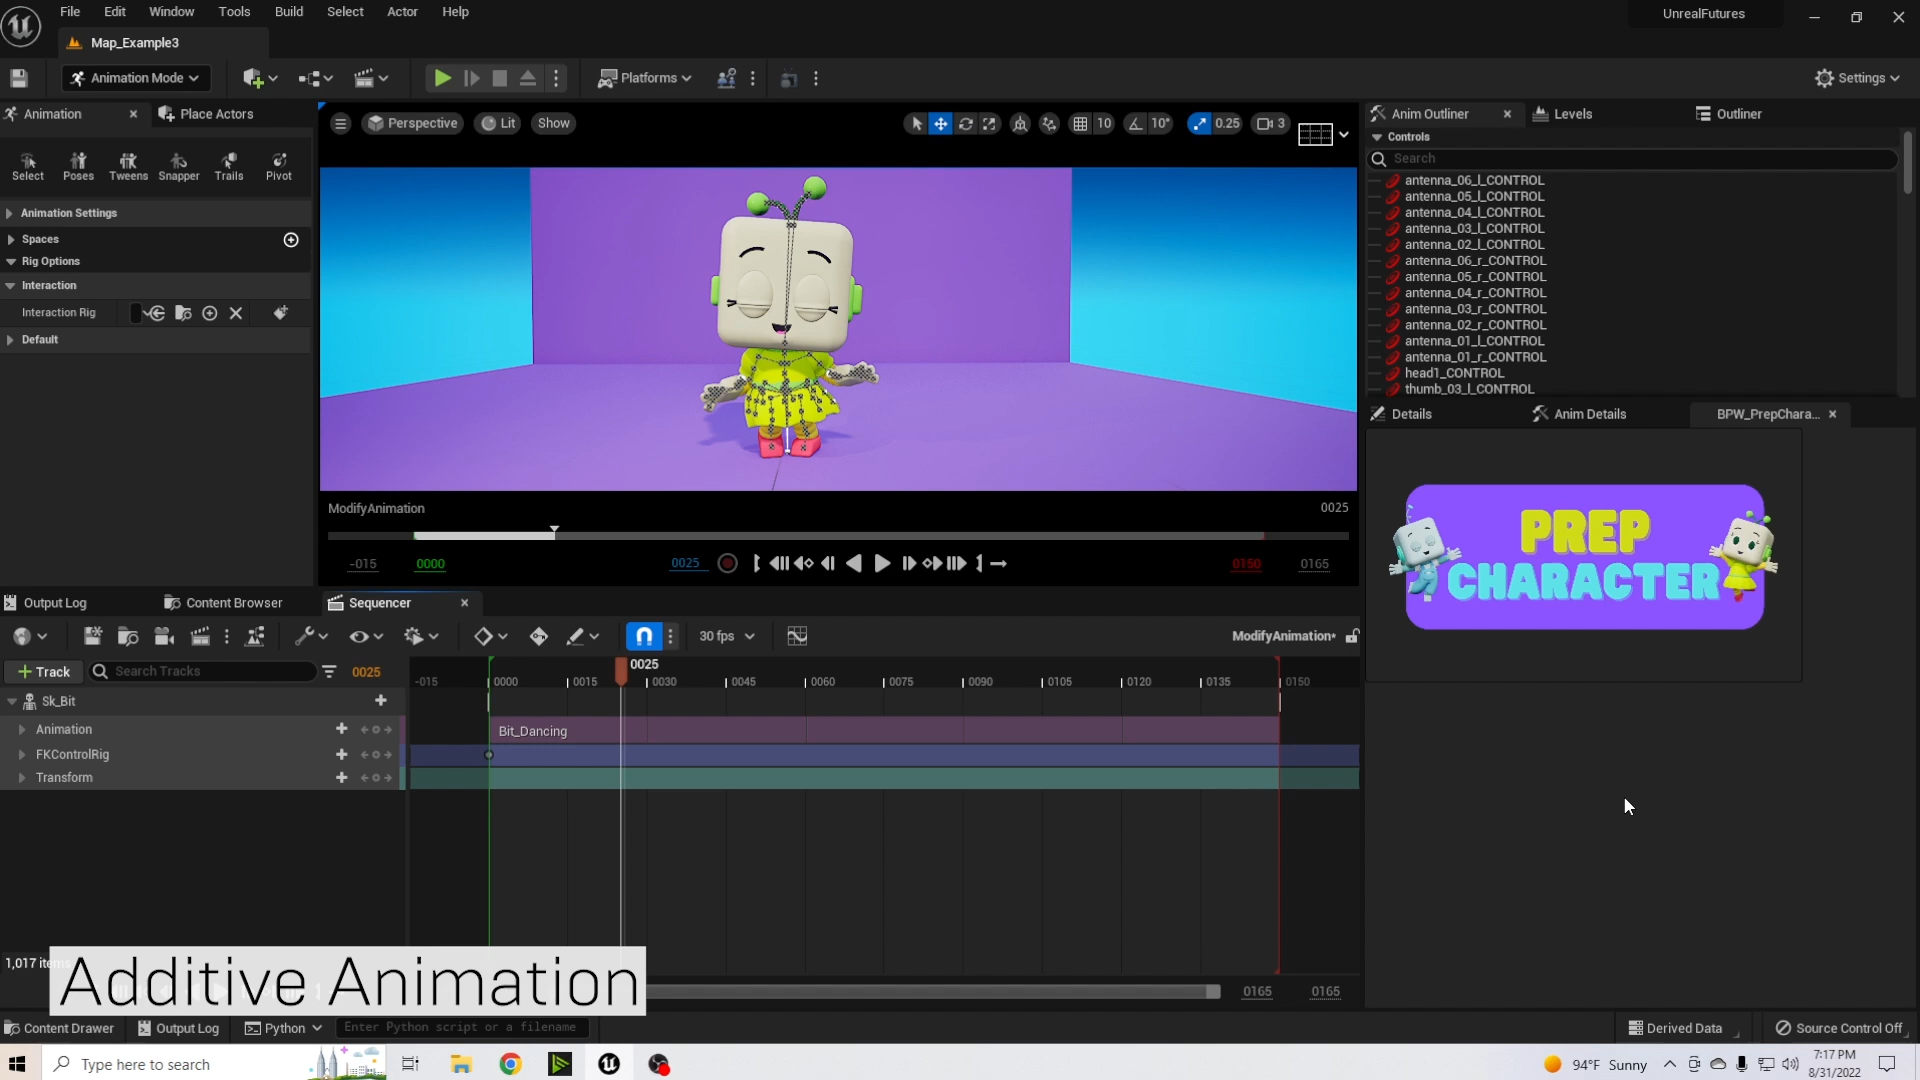 File Edit Window Tools Build Select Actor Help
UnrealFutures
Map_Example3
Animation Mode
Platforms
Settings
Animation
Place Actors
Select Poses Tweens Snapper Trails Pivot
Animation Settings
Spaces
Rig Options
Interaction
Interaction Rig
Default
Perspective Lit Show
10 10° 0.25 3
ModifyAnimation
0025
-015 0000 0025 0150 0165
Anim Outliner
Levels
Outliner
Controls
Search
antenna_06_l_CONTROL
antenna_05_l_CONTROL
antenna_04_l_CONTROL
antenna_03_l_CONTROL
antenna_02_l_CONTROL
antenna_06_r_CONTROL
antenna_05_r_CONTROL
antenna_04_r_CONTROL
antenna_03_r_CONTROL
antenna_02_r_CONTROL
antenna_01_l_CONTROL
antenna_01_r_CONTROL
head1_CONTROL
thumb_03_l_CONTROL
Details
Anim Details
BPW_PrepChara...
PREP
CHARACTER
Output Log
Content Browser
Sequencer
30 fps
ModifyAnimation*
Track
Search Tracks
0025
0025
-015 0000 0015 0030 0045 0060 0075 0090 0105 0120 0135 0150
Sk_Bit
Animation
Bit_Dancing
FKControlRig
Transform
1,017 ite
Additive Animation
0165 0165
Content Drawer
Output Log
Python
Enter Python script or a filename
Derived Data
Source Control Off
Type here to search
94°F Sunny
7:17 PM
8/31/2022